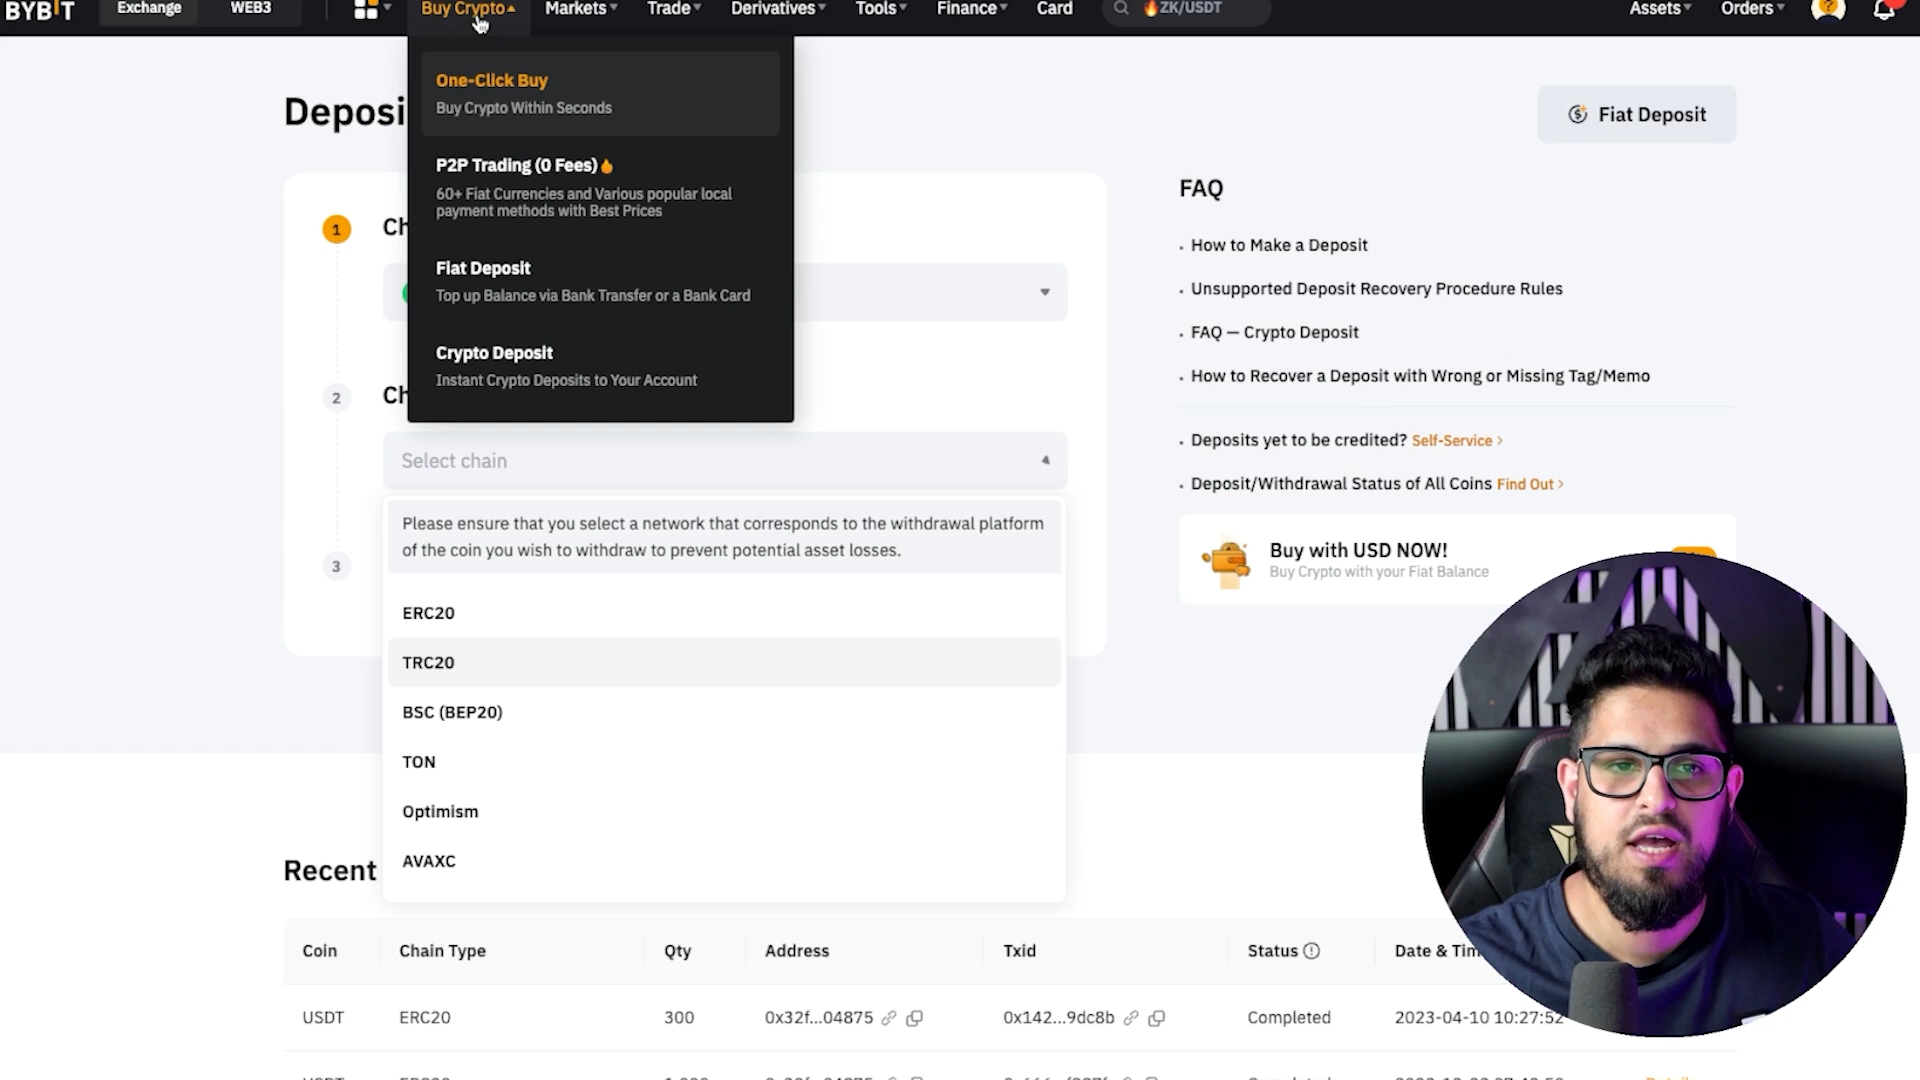 BYBIT
Exchange
WEB3
Buy Crypto
Markets
Trade
Derivatives
Tools
Finance
Card
ZK/USDT
Assets
Orders
One-Click Buy
Buy Crypto Within Seconds
P2P Trading (0 Fees)
60+ Fiat Currencies and Various popular local
payment methods with Best Prices
Fiat Deposit
Top up Balance via Bank Transfer or a Bank Card
Crypto Deposit
Instant Crypto Deposits to Your Account
Deposi
Fiat Deposit
1
Ch
2
Ch
Select chain
Please ensure that you select a network that corresponds to the withdrawal platform
of the coin you wish to withdraw to prevent potential asset losses.
3
ERC20
TRC20
BSC (BEP20)
TON
Optimism
AVAXC
FAQ
How to Make a Deposit
Unsupported Deposit Recovery Procedure Rules
FAQ — Crypto Deposit
How to Recover a Deposit with Wrong or Missing Tag/Memo
Deposits yet to be credited? Self-Service >
Deposit/Withdrawal Status of All Coins Find Out >
Buy with USD NOW!
Buy Crypto with your Fiat Balance
Recent
Coin Chain Type Qty Address Txid Status Date & Tim
USDT ERC20 300 0x32f...04875 0x142...9dc8b Completed 2023-04-10 10:27:52